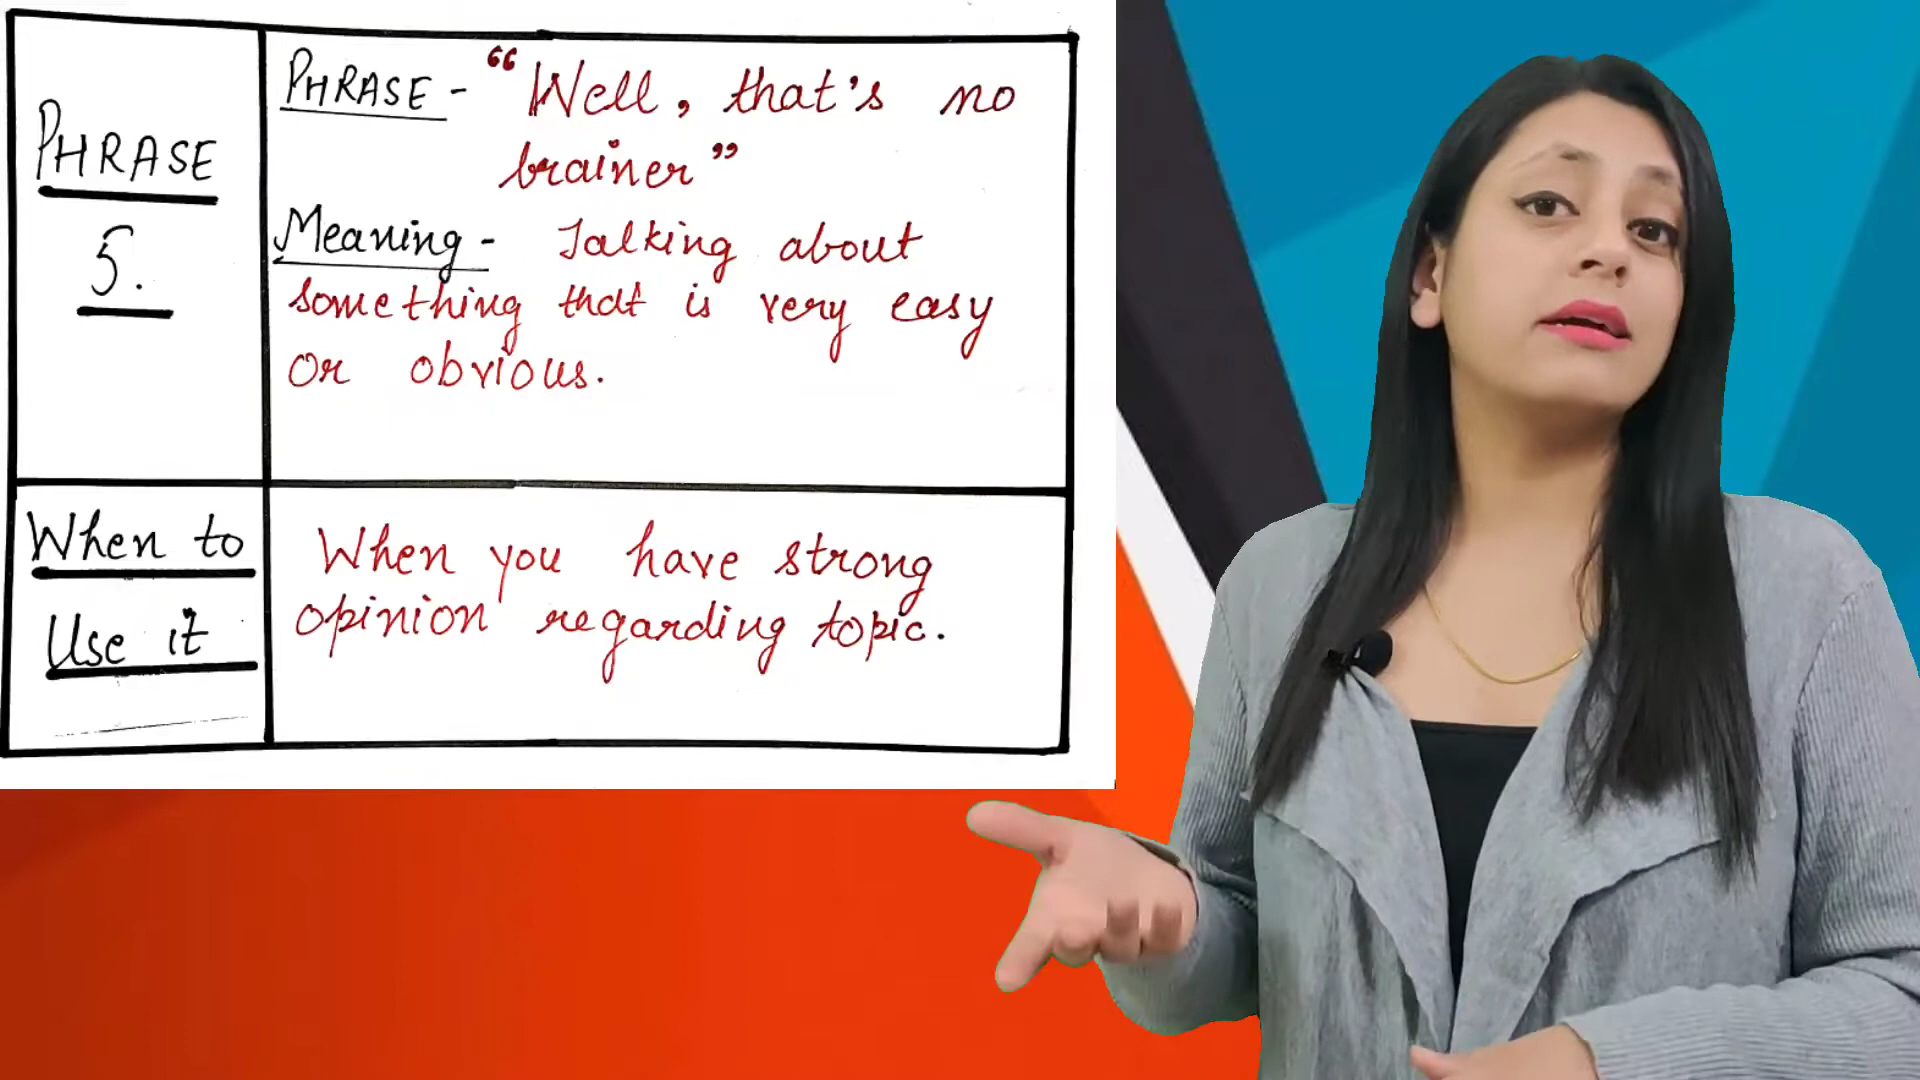 PHRASE
5.
PHRASE - "Well, that's no
brainer"
Meaning - Talking about
something that is very easy
or obvious.
When to
Use it
When you have strong
opinion regarding topic.